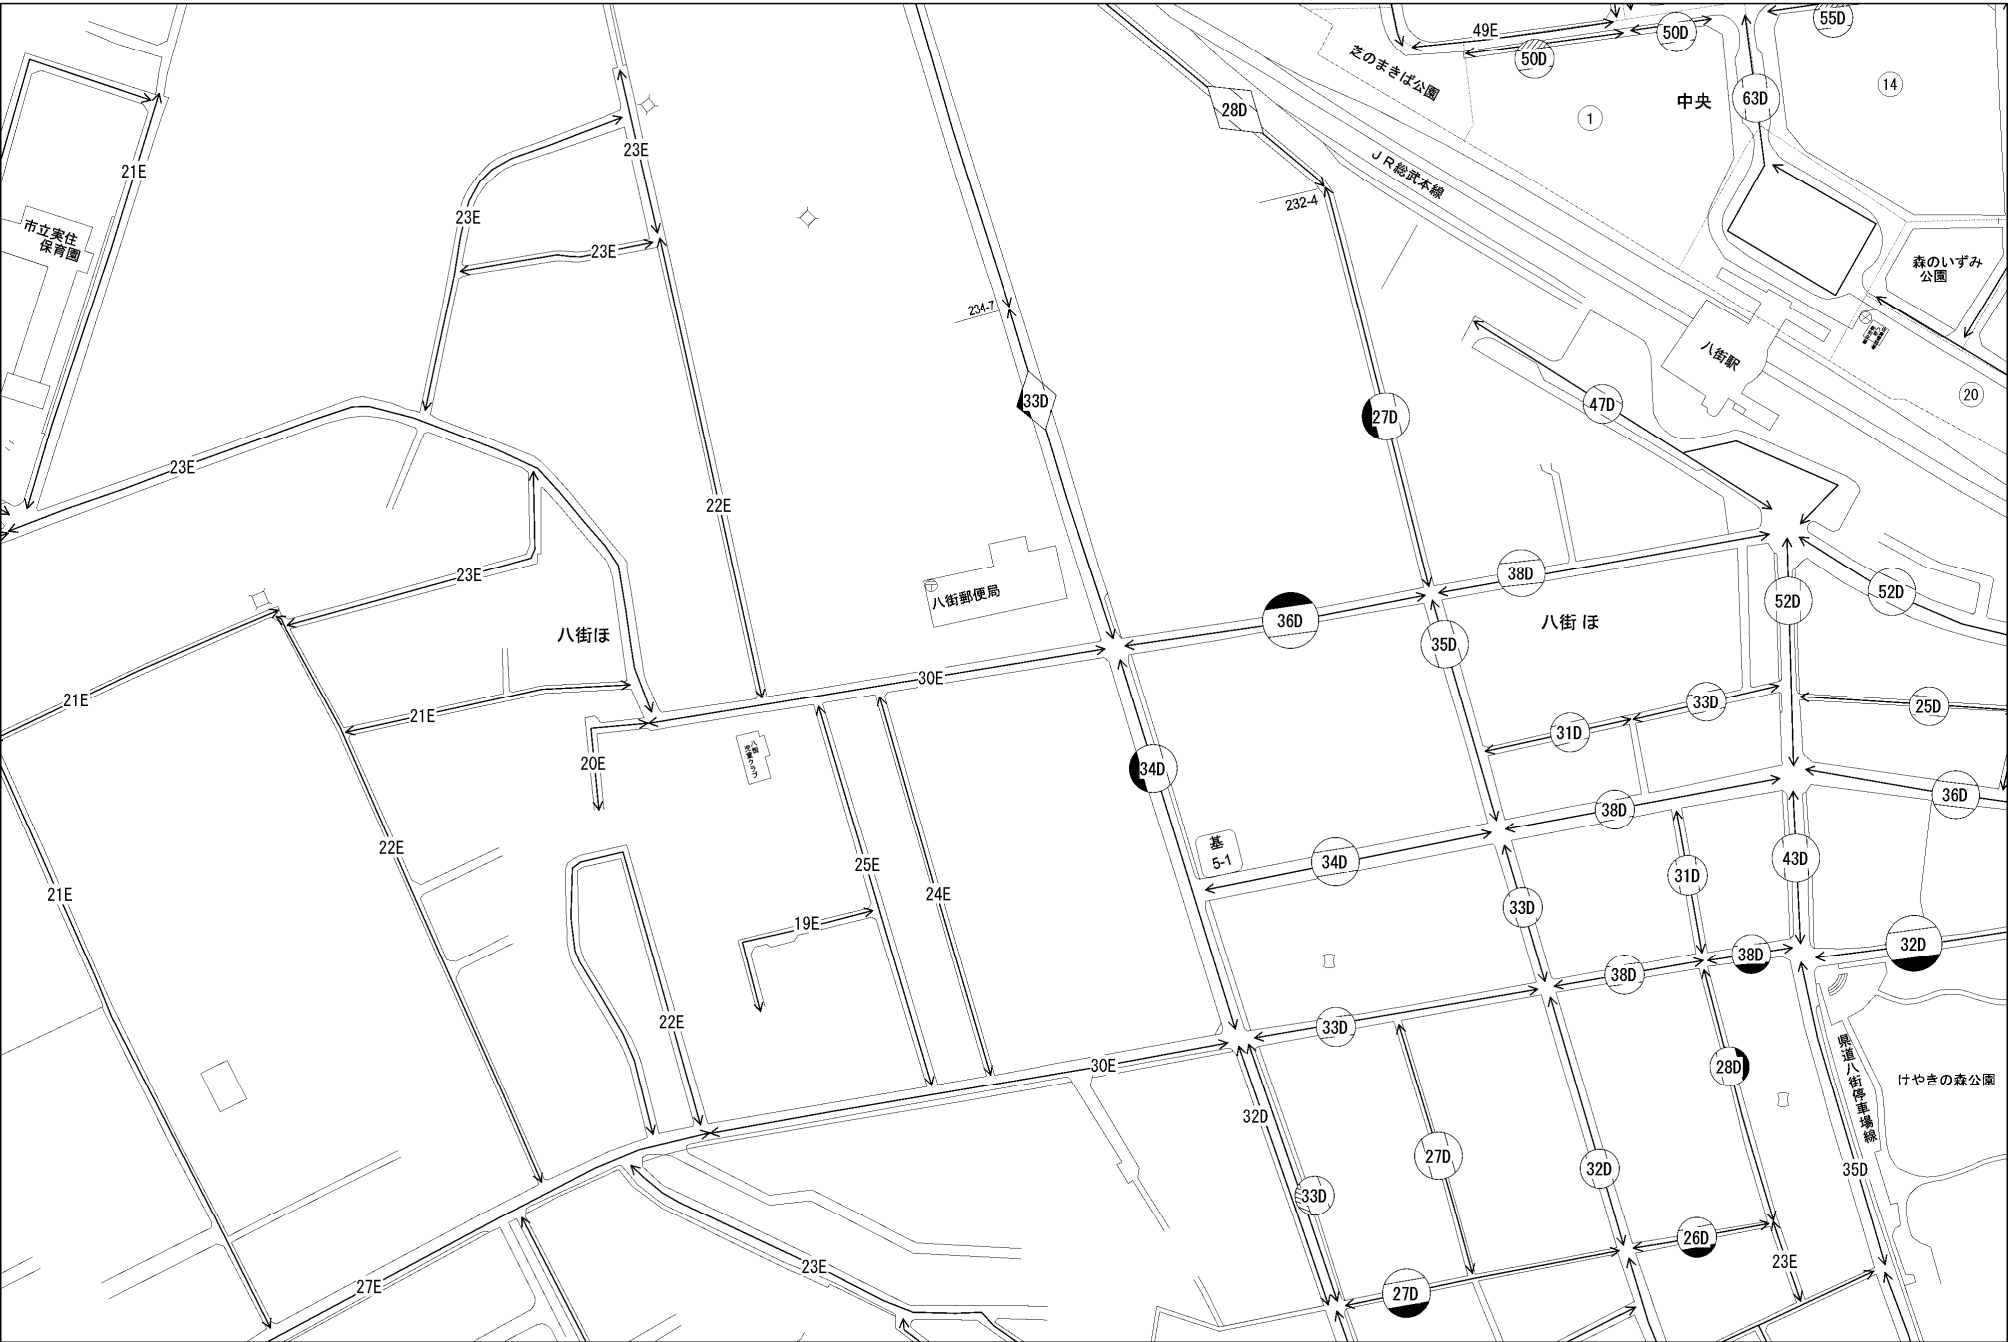 49E
50D
50D
55D
芝のまきば公園
中央
63D
14
1
28D
21E
23E
JR総武本線
232-4
23E
23E
市立実住
保育園
234-7
森のいずみ
公園
八街駅
20
33D
27D
47D
23E
22E
23E
38D
八街郵便局
36D
52D
52D
八街ほ
八街ほ
35D
30E
21E
21E
33D
25D
31D
20E
34D
36D
38D
22E
基
5-1
34D
25E
43D
31D
21E
24E
33D
19E
32D
38D
38D
22E
33D
30E
28D
県道八街停車場線
けやきの森公園
32D
27D
32D
35D
33D
26D
23E
23E
27E
27D